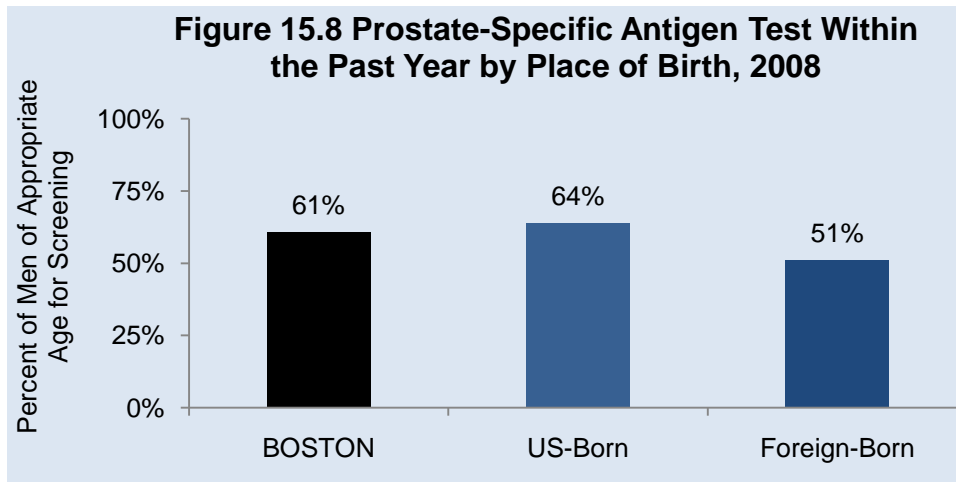 Figure 15.8 Prostate-Specific Antigen Test Within
the Past Year by Place of Birth, 2008
Percent of Men of Appropriate
Age for Screening
100%
75%
50%
25%
0%
61%
64%
51%
BOSTON
US-Born
Foreign-Born